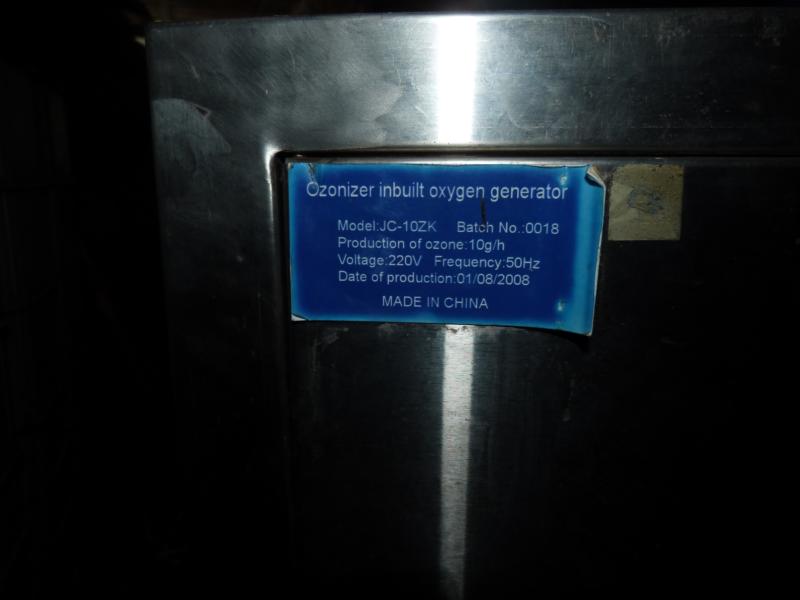 Ozonizer inbuilt oxygen generator
Model:JC-10ZK Batch No.:0018
Production of ozone:10g/h
Voltage:220V Frequency:50Hz
Date of production:01/08/2008
MADE IN CHINA